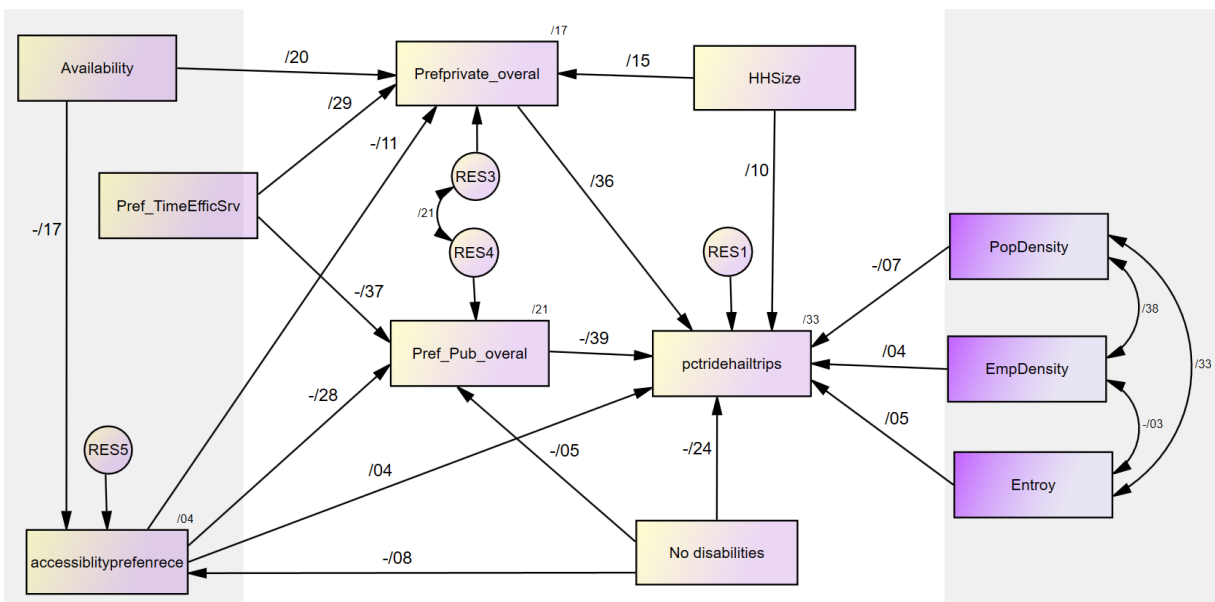 /17
Availability
/20
Prefprivate_overal
/15
HHSize
/29
-/11
Pref_TimeEfficSrv
RES3
/36
/10
/21
-/17
RES4
RES1
PopDensity
-/07
/38
-/37
/21
/33
Pref_Pub_overal
-/39
pctridehailtrips
/04
EmpDensity
/33
-/28
/05
-/03
RES5
-/05
-/24
/04
Entroy
/04
accessiblityprefenrece
-/08
No disabilities